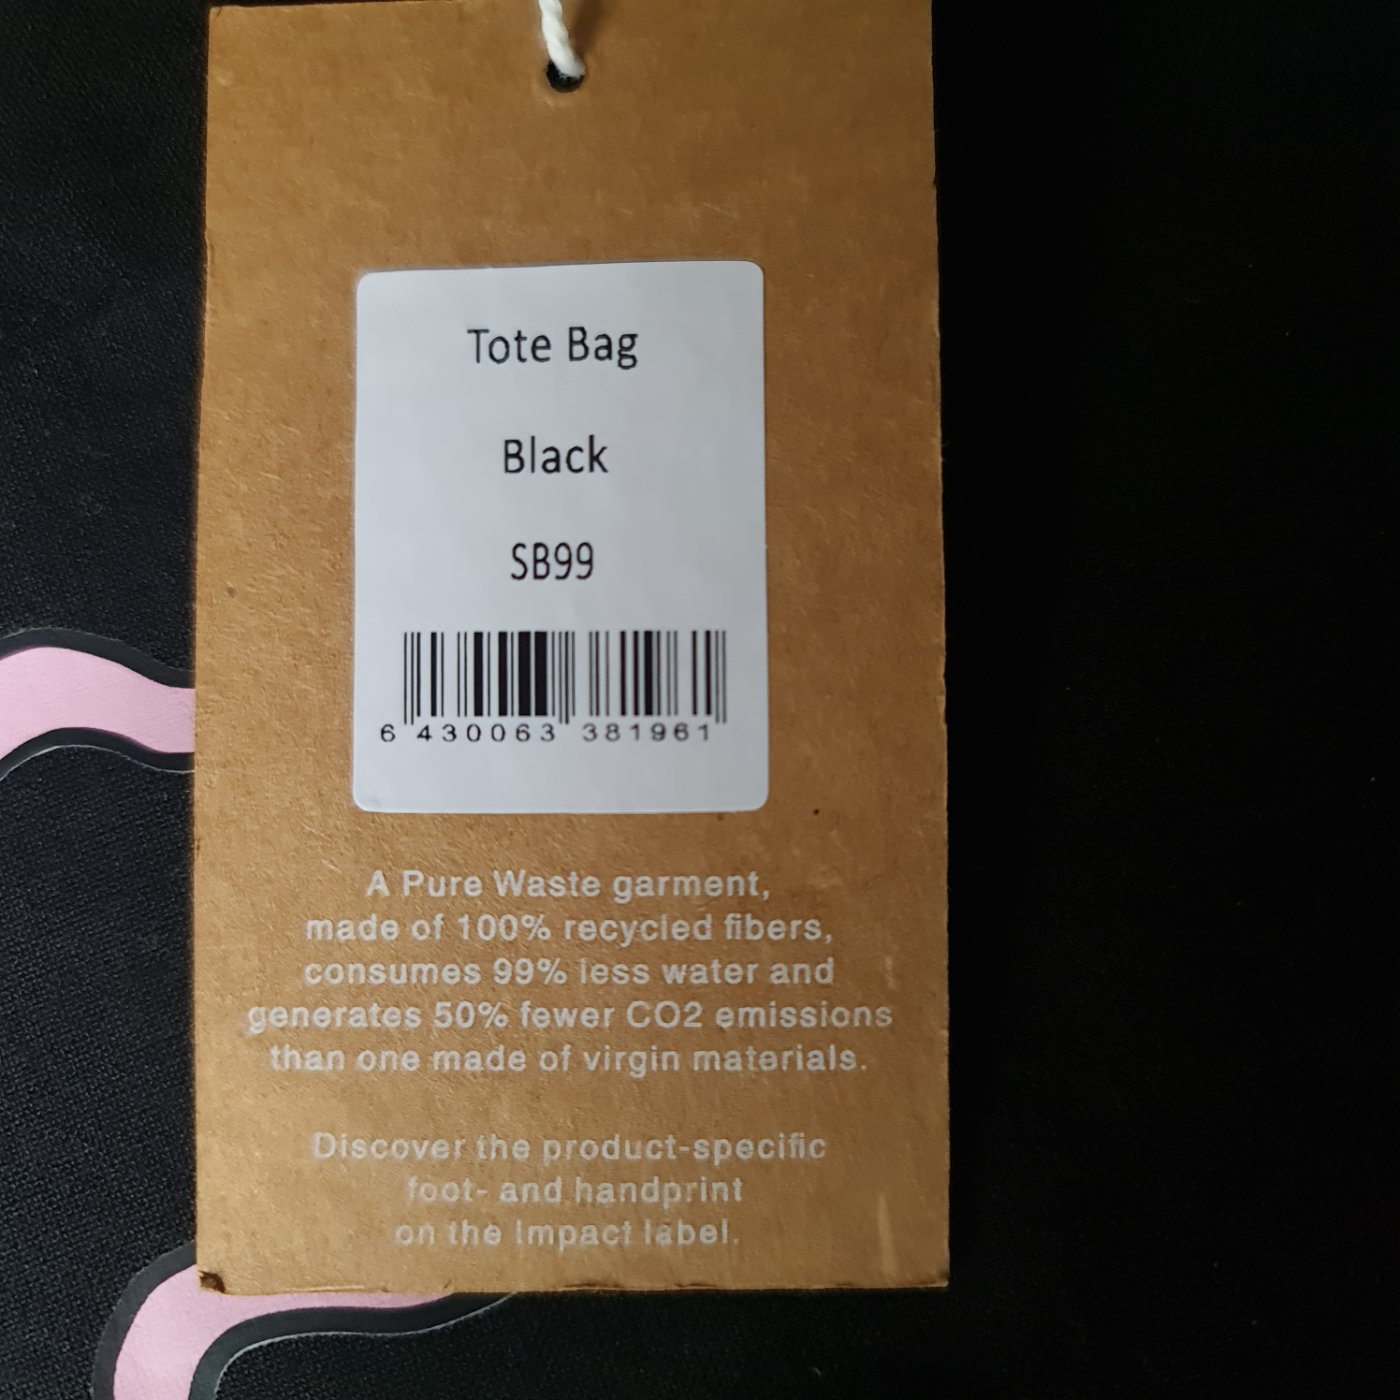 Tote Bag
Black
SB99
6 430063 381961
A Pure Waste garment,
made of 100% recycled fibers,
consumes 99% less water and
generates 50% fewer CO2 emissions
than one made of virgin materials.
Discover the product-specific
foot- and handprint
on the Impact label.